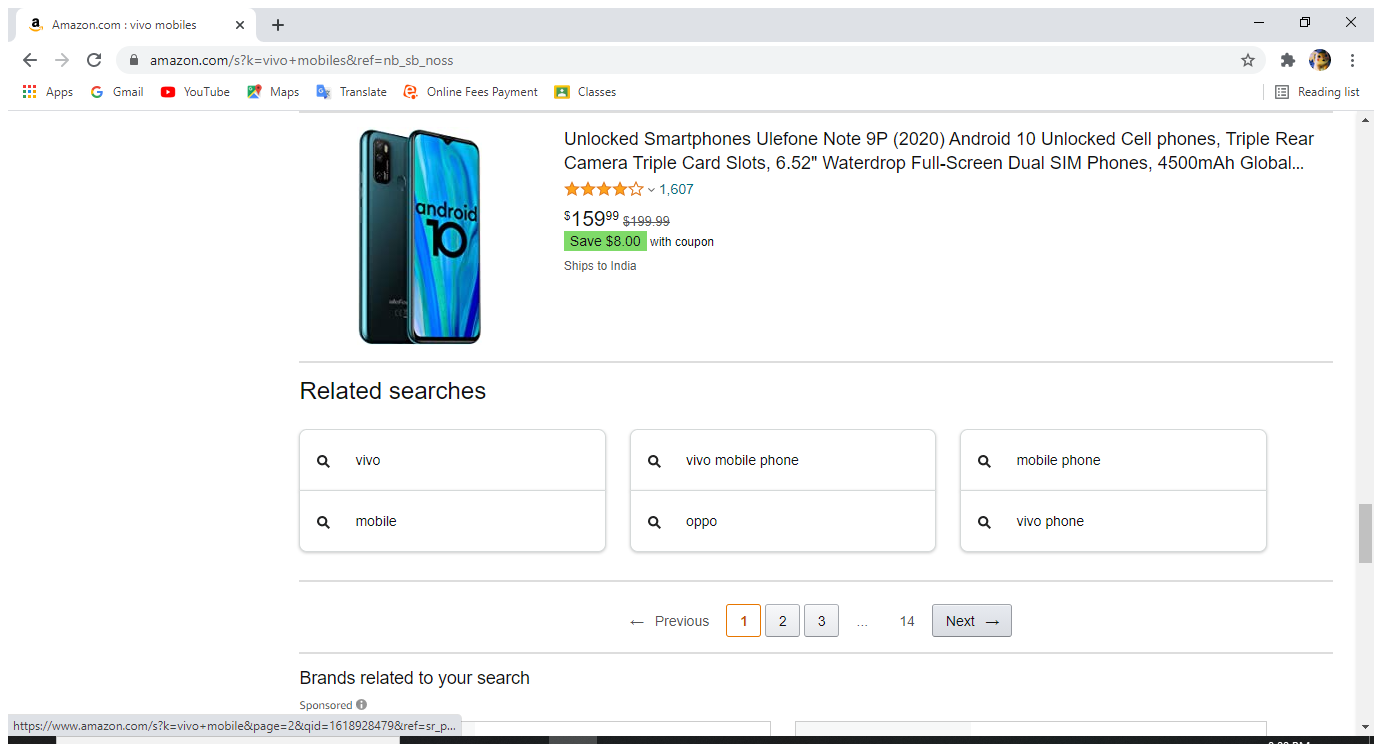 Amazon.com : vivo mobiles
amazon.com/s?k=vivo+mobiles&ref=nb_sb_noss
Apps Gmail YouTube Maps Translate Online Fees Payment Classes Reading list
Unlocked Smartphones Ulefone Note 9P (2020) Android 10 Unlocked Cell phones, Triple Rear
Camera Triple Card Slots, 6.52" Waterdrop Full-Screen Dual SIM Phones, 4500mAh Global...
android
10
1,607
$15999 $199.99
Save $8.00 with coupon
Ships to India
Related searches
vivo vivo mobile phone mobile phone
mobile oppo vivo phone
← Previous 1 2 3 ... 14 Next →
Brands related to your search
Sponsored
https://www.amazon.com/s?k=vivo+mobile&page=2&qid=1618928479&ref=sr_p...